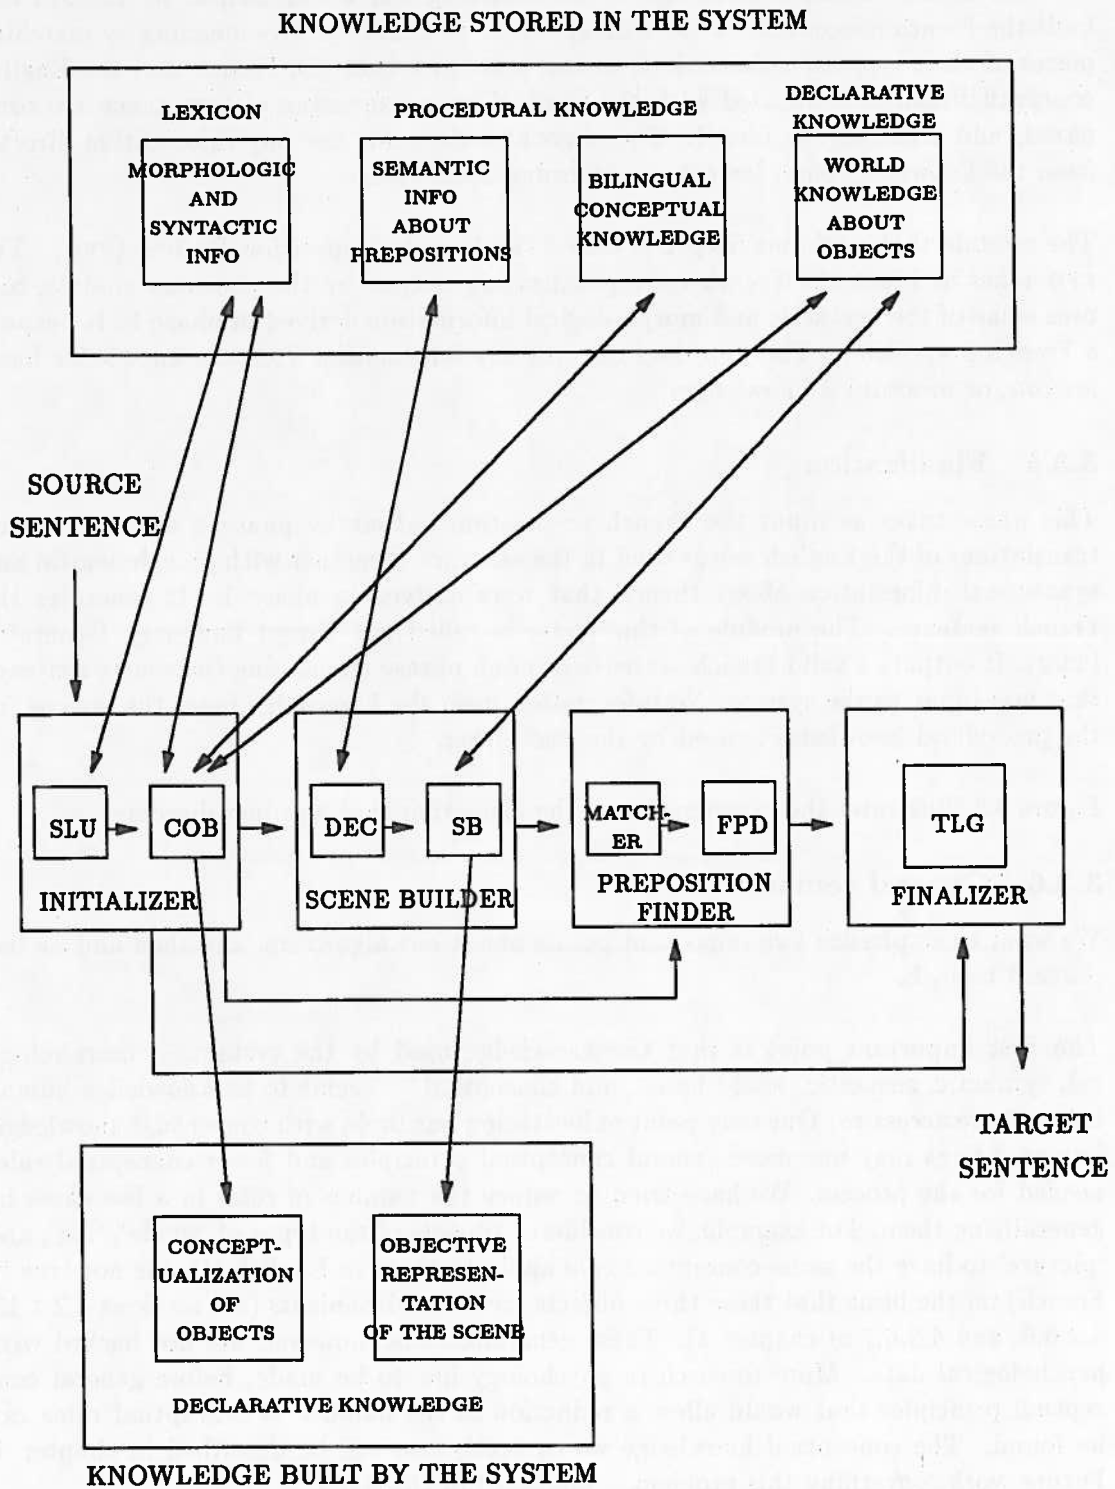 KNOWLEDGE STORED IN THE SYSTEM
LEXICON
PROCEDURAL KNOWLEDGE
DECLARATIVE
KNOWLEDGE
MORPHOLOGIC
AND
SYNTACTIC
INFO
SEMANTIC
INFO
ABOUT
PREPOSITIONS
BILINGUAL
CONCEPTUAL
KNOWLEDGE
WORLD
KNOWLEDGE
ABOUT
OBJECTS
SOURCE
SENTENCE
SLU
COB
INITIALIZER
DEC
SB
SCENE BUILDER
MATCH-
ER
FPD
PREPOSITION
FINDER
TLG
FINALIZER
TARGET
SENTENCE
CONCEPT-
UALIZATION
OF
OBJECTS
OBJECTIVE
REPRESEN-
TATION
OF THE SCENE
DECLARATIVE KNOWLEDGE
KNOWLEDGE BUILT BY THE SYSTEM